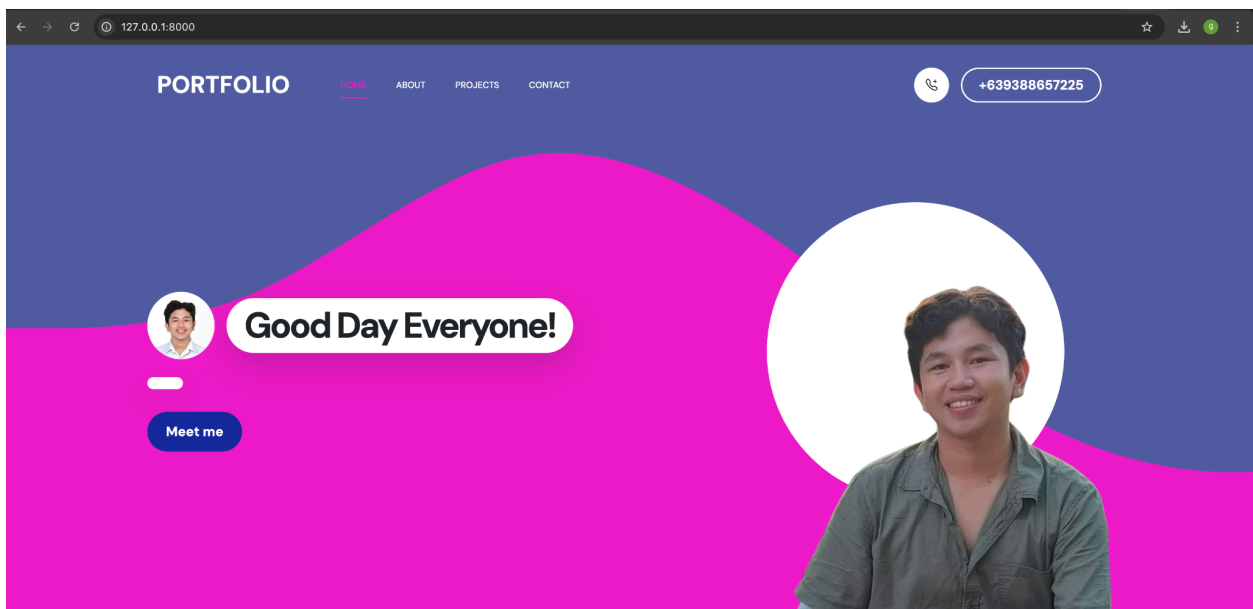 127.0.0.1:8000
g
PORTFOLIO
HOME ABOUT PROJECTS CONTACT
+639388657225
Good Day Everyone!
Meet me